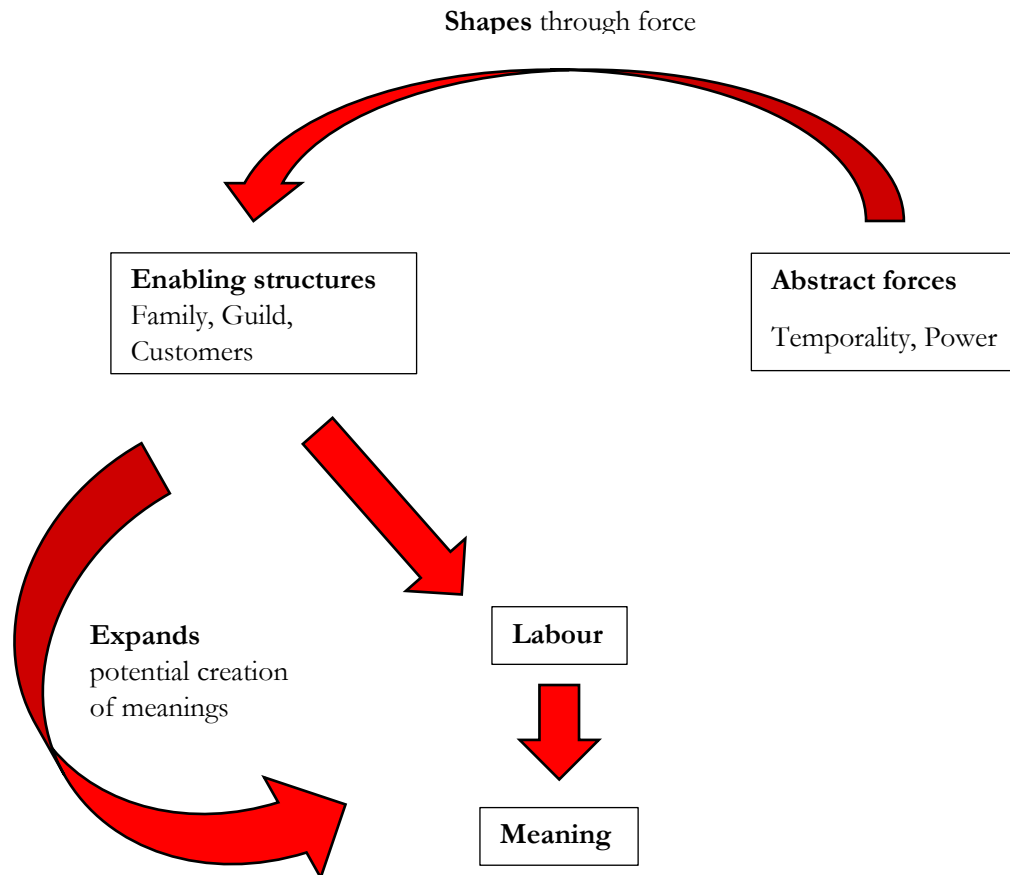 Shapes through force
Enabling structures
Family, Guild,
Customers
Abstract forces
Temporality, Power
Expands
potential creation
of meanings
Labour
Meaning